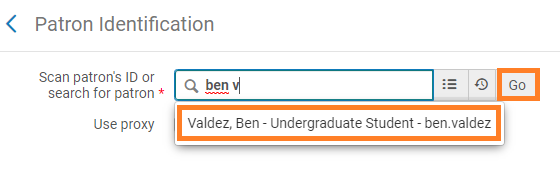 Patron Identification
Scan patron's ID or
search for patron *
ben v
Go
Use proxy
Valdez, Ben - Undergraduate Student - ben.valdez